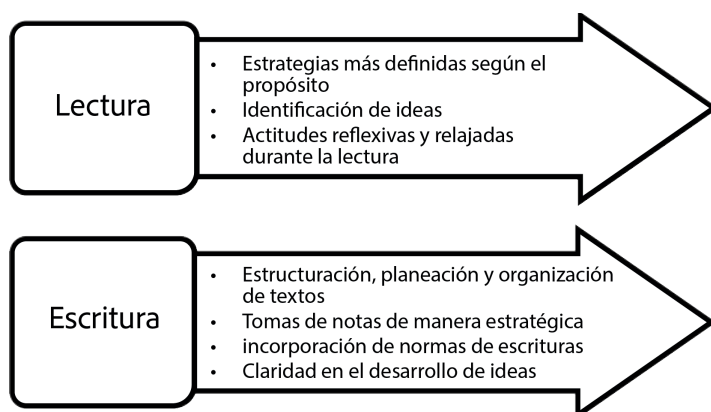 Lectura
• Estrategias más definidas según el
propósito
• Identificación de ideas
• Actitudes reflexivas y relajadas
durante la lectura
Escritura
• Estructuración, planeación y organización
de textos
• Tomas de notas de manera estratégica
• incorporación de normas de escrituras
• Claridad en el desarrollo de ideas